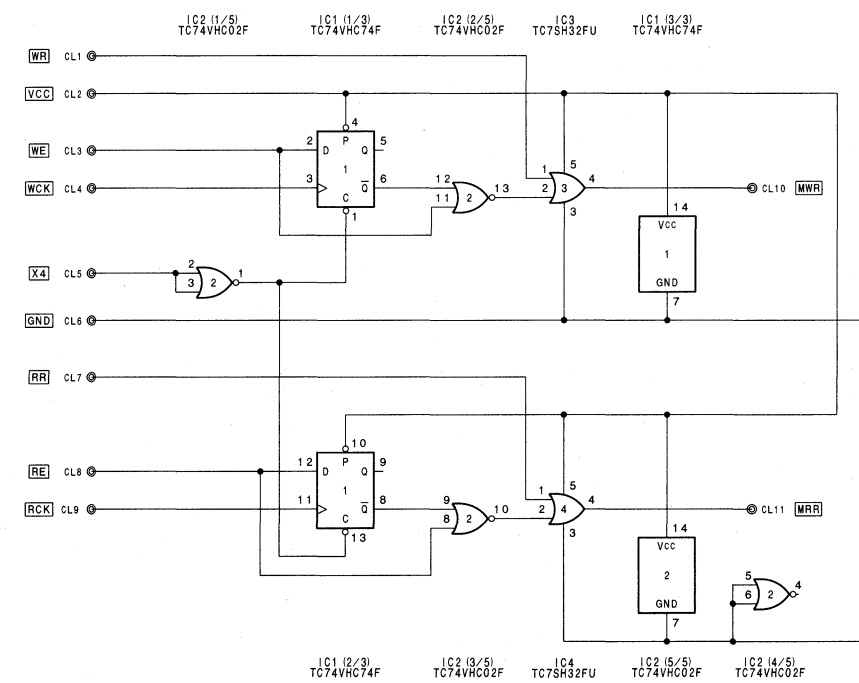 IC2 (1/5) IC1 (1/3) IC2 (2/5) IC3 IC1 (3/3)
TC74VHC02F TC74VHC74F TC74VHC02F TC7SH32FU TC74VHC02F
WR CL1
VCC CL2
4
5
WE CL3 2 D P Q 5
1
1 4
WCK CL4 3 Q 6 12 13 2 3 CL10 MWR
11 2
C 3
1
14
VCC
X4 CL5 2 1 1
3 2
GND
7
GND CL6
RR CL7
10
RE CL8 12 D P Q 9
5
1
1 4
RCK CL9 11 Q 8 9 10 2 4 CL11 MRR
8 2
C 3
13
14
VCC
2
5 4
6 2
GND
7
IC1 (2/3) IC2 (3/5) IC4 IC2 (5/5) IC2 (4/5)
TC74VHC74F TC74VHC02F TC7SH32FU TC74VHC02F TC74VHC02F